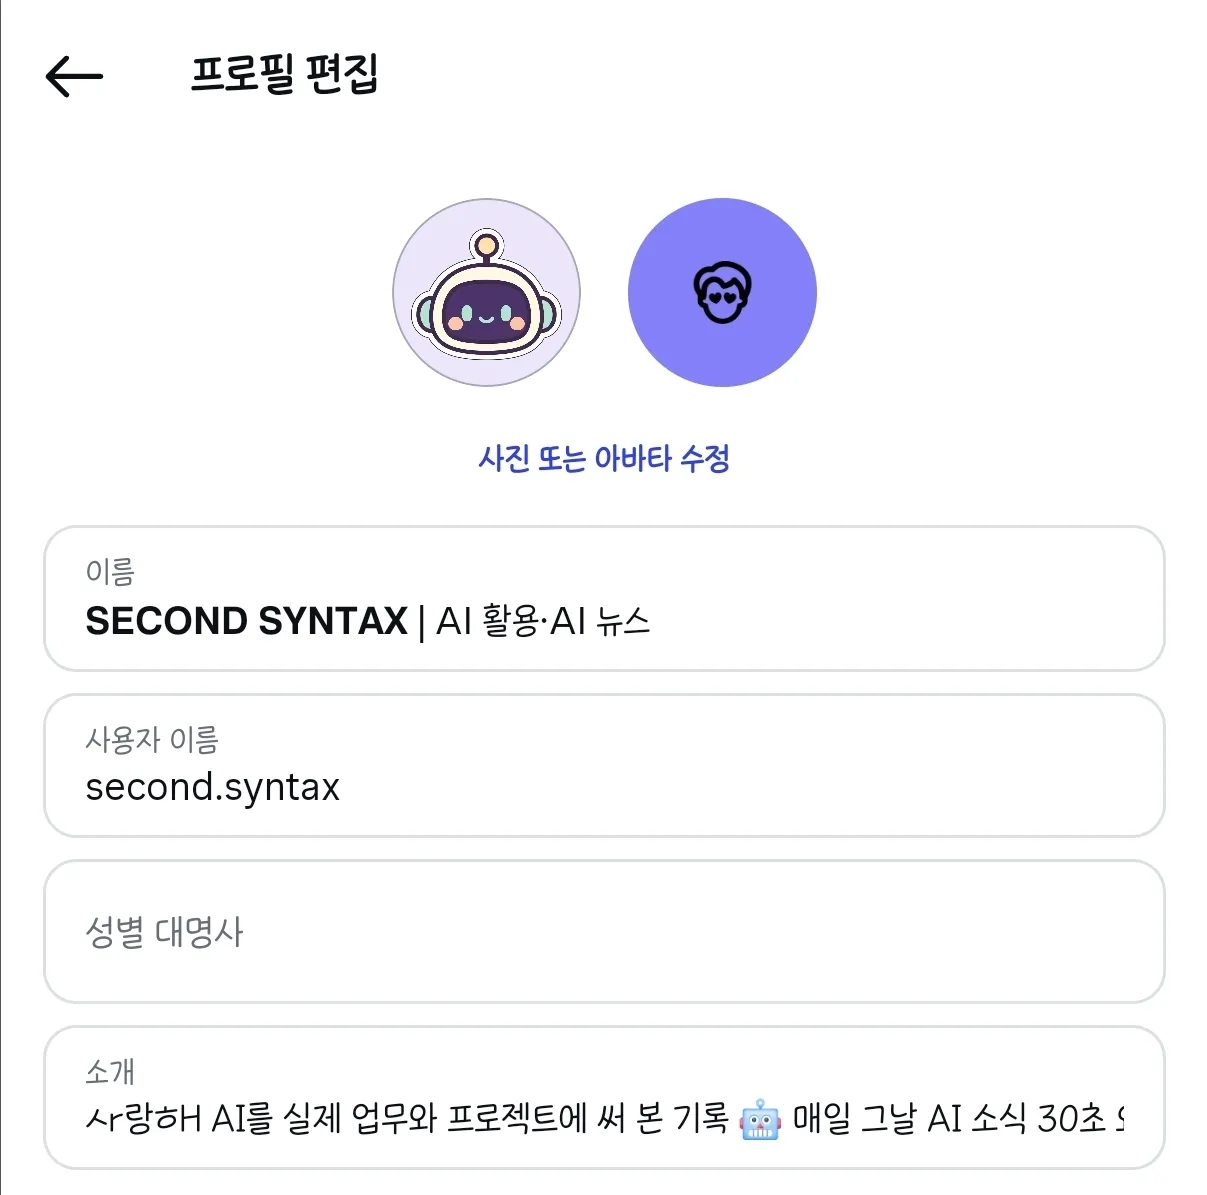 프로필 편집
사진 또는 아바타 수정
이름
SECOND SYNTAX | AI 활용·AI 뉴스
사용자 이름
second.syntax
성별 대명사
소개
ㅅr랑ㅎH AI를 실제 업무와 프로젝트에 써 본 기록 🤖 매일 그날 AI 소식 30초